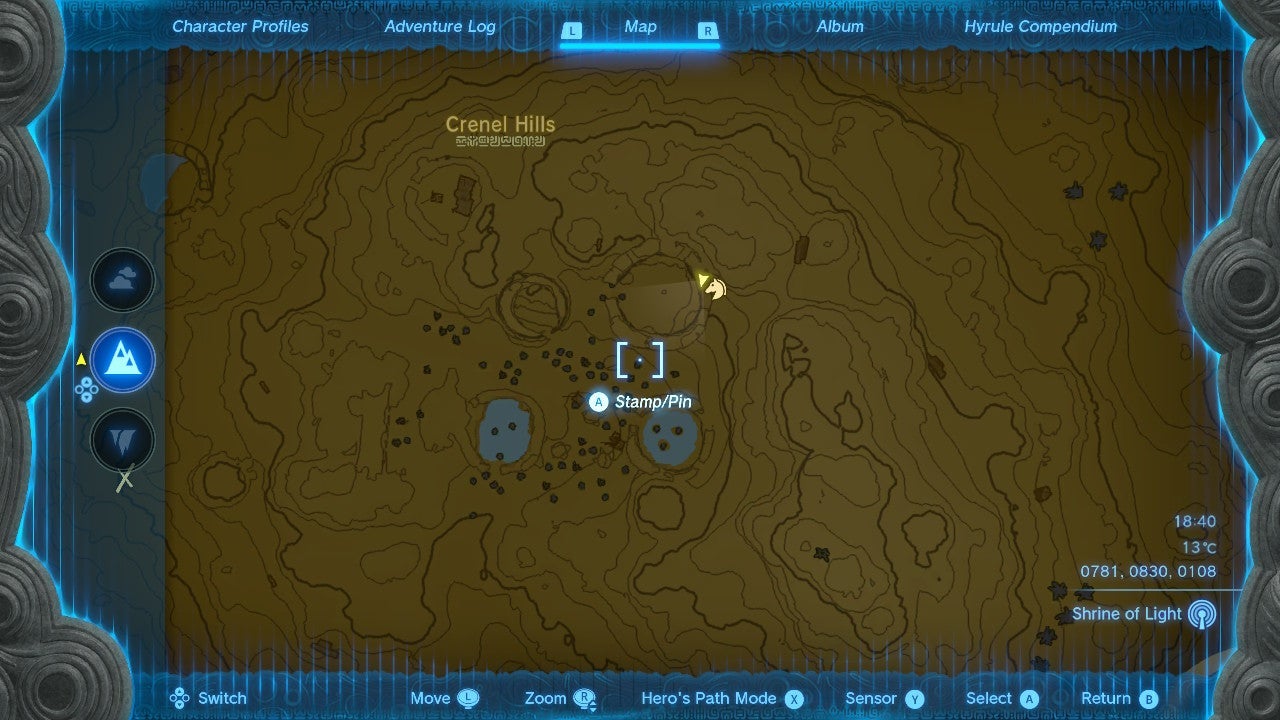 Character Profiles
Adventure Log
L
Map
R
Album
Hyrule Compendium
Crenel Hills
A Stamp/Pin
18:40
13℃
0781, 0830, 0108
Shrine of Light
Switch
Move L
Zoom R
Hero's Path Mode X
Sensor Y
Select A
Return B